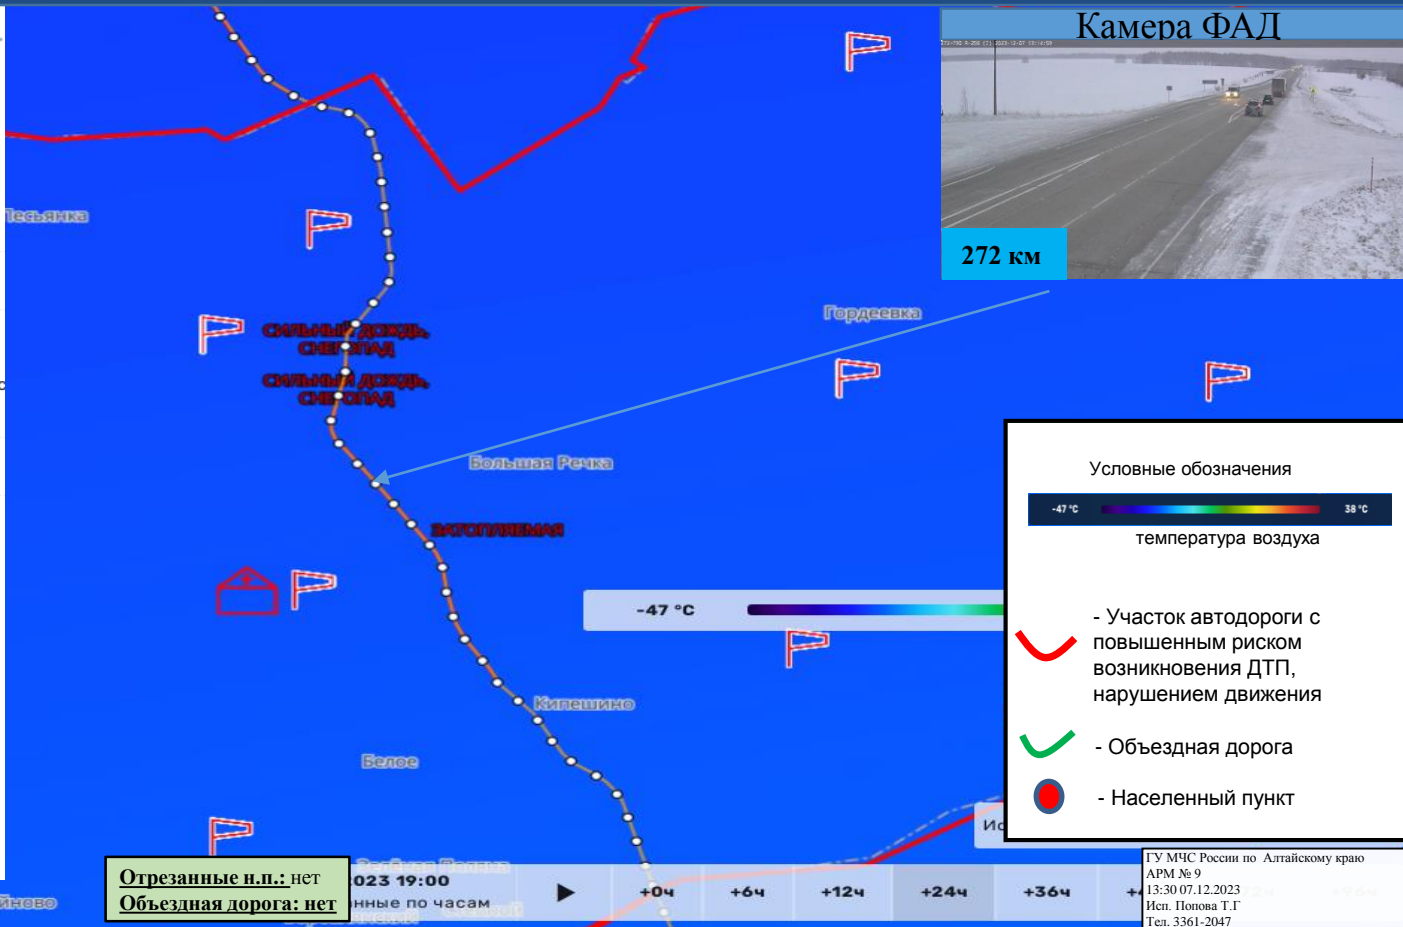 Камера ФАД
272 км
Гордеевка
СИЛЬНЫЙ ДОЖДЬ,
СНЕГОПАД
СИЛЬНЫЙ ДОЖДЬ,
СНЕГОПАД
Большая Речка
ЗАТОПЛЯЕМАЯ
Условные обозначения
-47 °C
38 °C
температура воздуха
-47 °C
- Участок автодороги с
повышенным риском
возникновения ДТП,
нарушением движения
- Объездная дорога
- Населенный пункт
Кипешино
Белое
Отрезанные н.п.: нет
Объездная дорога: нет
023 19:00
нные по часам
+0ч
+6ч
+12ч
+24ч
+36ч
ГУ МЧС России по Алтайскому краю
АРМ № 9
13:30 07.12.2023
Исп. Попова Т.Г
Тел. 3361-2047